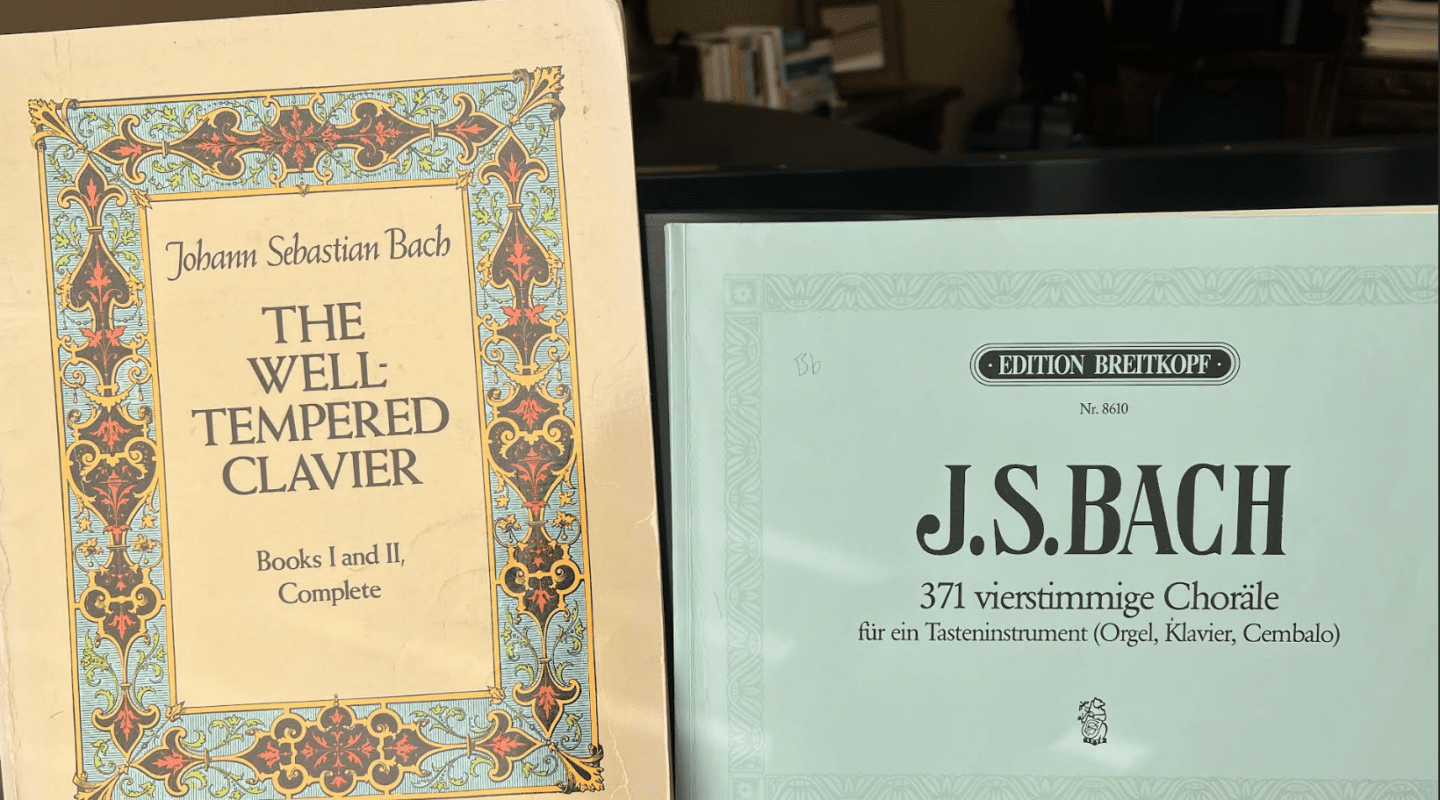 Johann Sebastian Bach
THE
WELL-
TEMPERED
CLAVIER
Books I and II,
Complete
Bb
· EDITION BREITKOPF ·
Nr. 8610
J.S.BACH
371 vierstimmige Choräle
für ein Tasteninstrument (Orgel, Klavier, Cembalo)